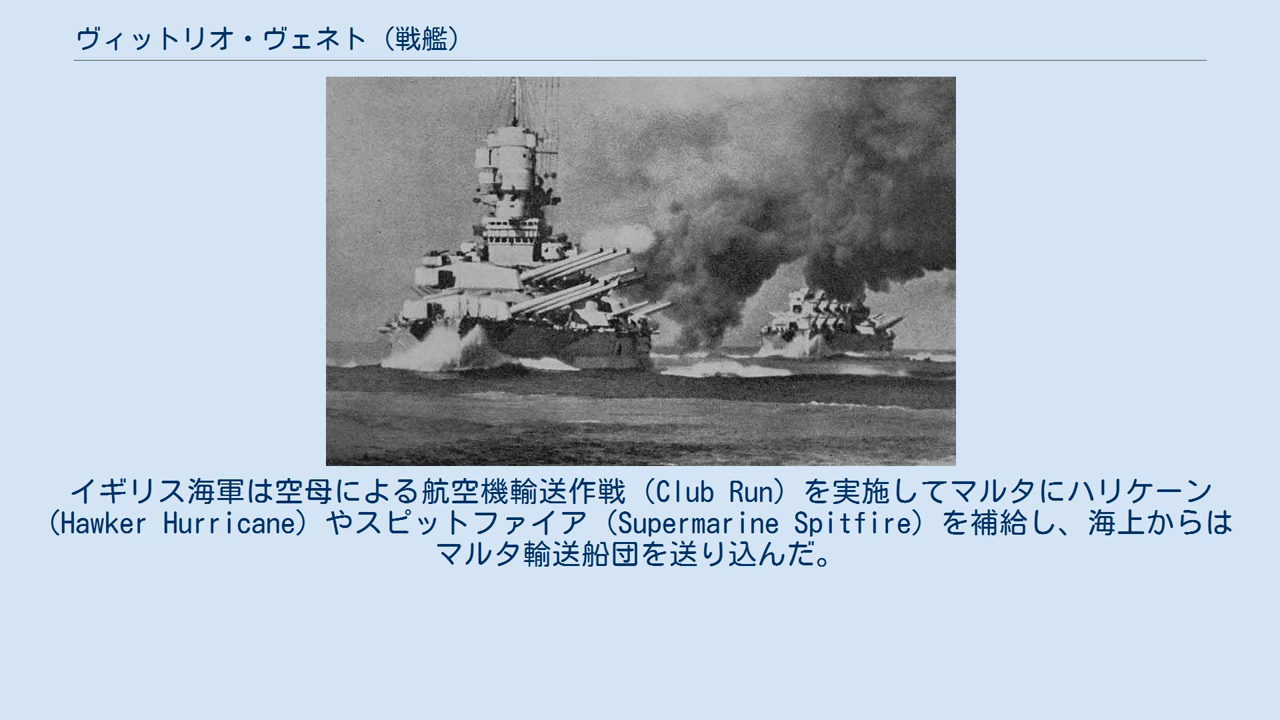 ヴィットリオ・ヴェネト（戦艦）
イギリス海軍は空母による航空機輸送作戦（Club Run）を実施してマルタにハリケーン
（Hawker Hurricane）やスピットファイア（Supermarine Spitfire）を補給し、海上からは
マルタ輸送船団を送り込んだ。